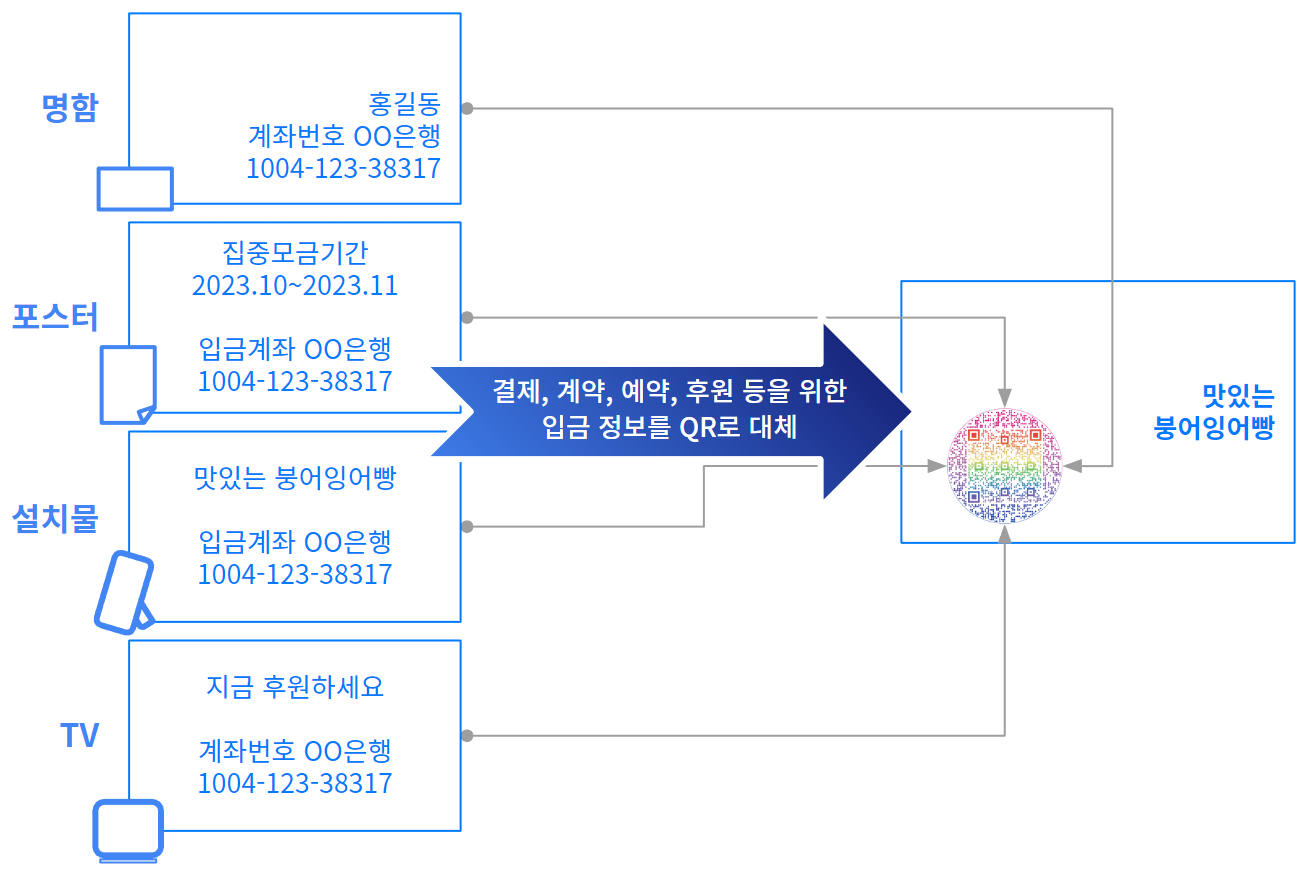 명함
홍길동
계좌번호 OO은행
1004-123-38317
포스터
집중모금기간
2023.10~2023.11
입금계좌 OO은행
1004-123-38317
결제, 계약, 예약, 후원 등을 위한
입금 정보를 QR로 대체
맛있는
붕어잉어빵
설치물
맛있는 붕어잉어빵
입금계좌 OO은행
1004-123-38317
TV
지금 후원하세요
계좌번호 OO은행
1004-123-38317